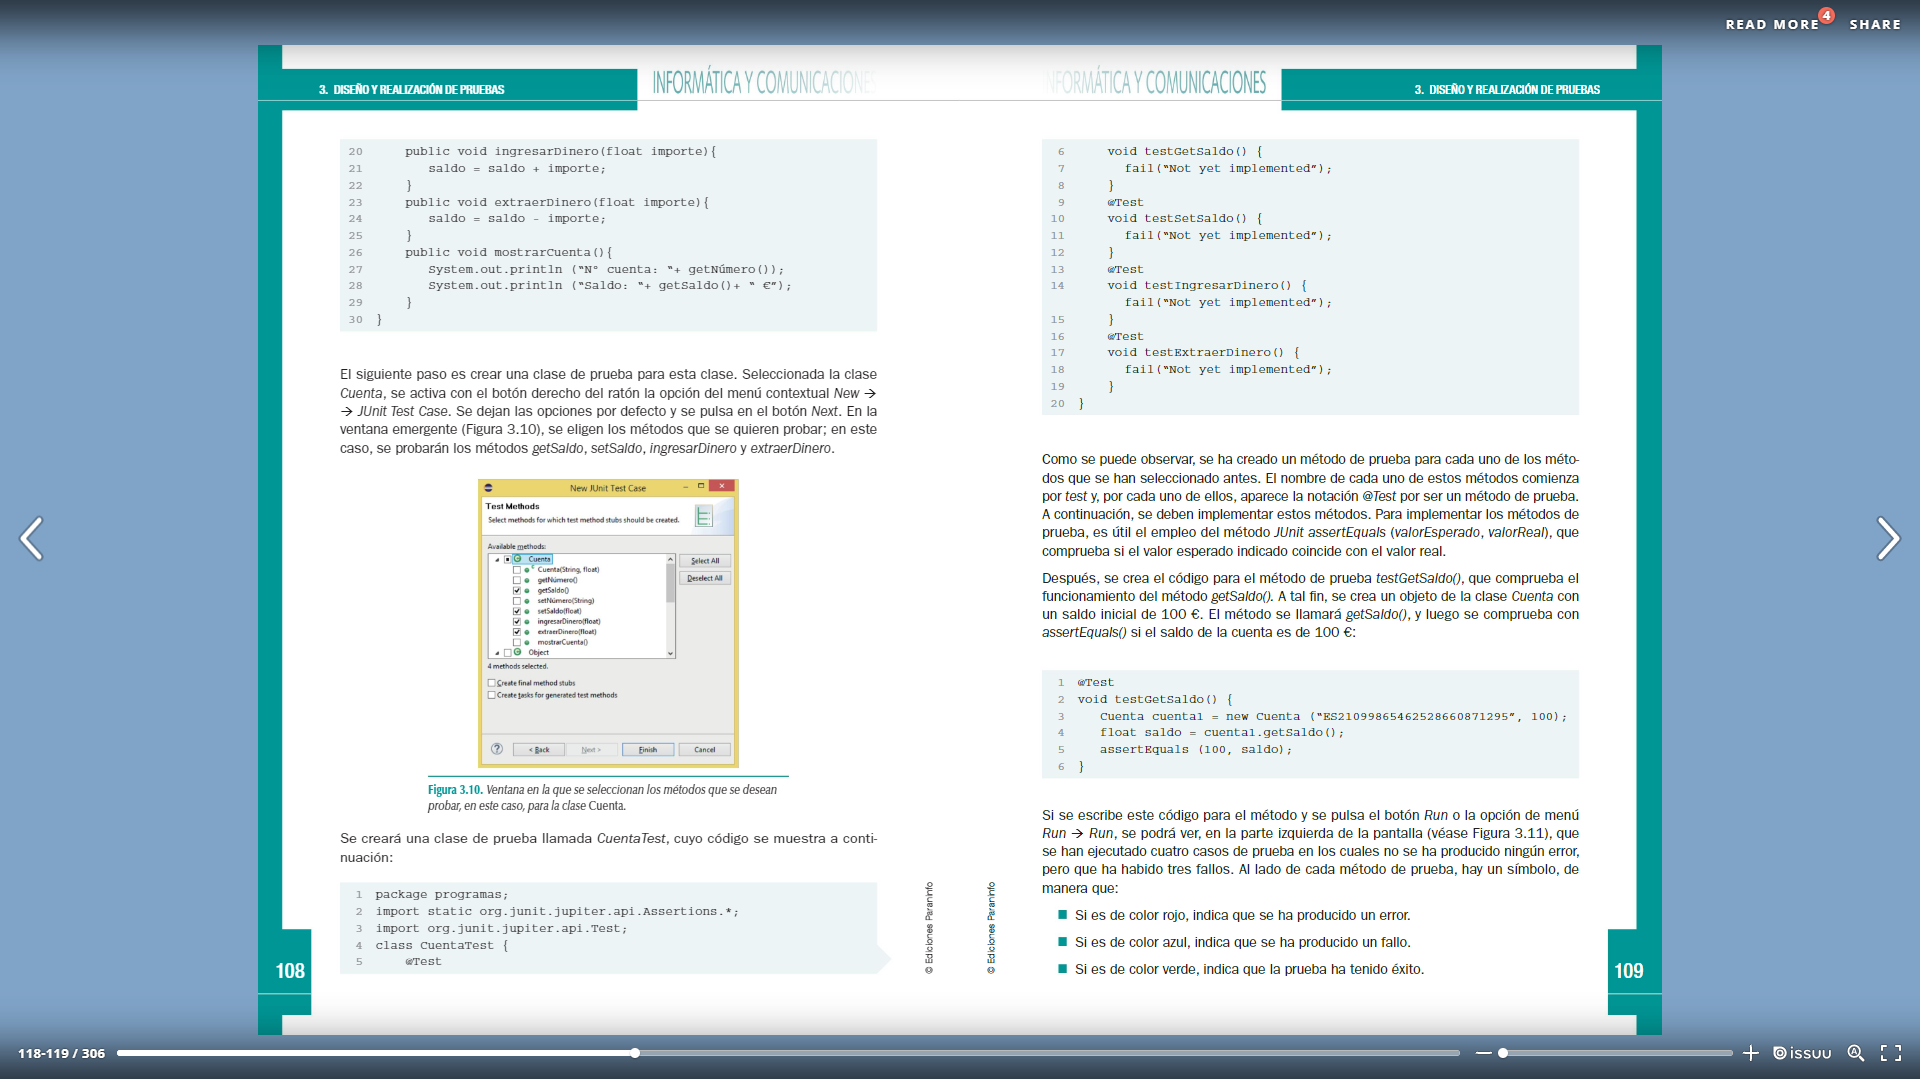 READ MORE 4 SHARE
3. DISEÑO Y REALIZACIÓN DE PRUEBAS
INFORMÁTICA Y COMUNICACIONES
20 public void ingresarDinero(float importe){
21 saldo = saldo + importe;
22 }
23 public void extraerDinero(float importe){
24 saldo = saldo - importe;
25 }
26 public void mostrarCuenta(){
27 System.out.println (“Nº cuenta: “+ getNúmero());
28 System.out.println (“Saldo: “+ getSaldo()+ “ €”);
29 }
30 }
El siguiente paso es crear una clase de prueba para esta clase. Seleccionada la clase
Cuenta, se activa con el botón derecho del ratón la opción del menú contextual New →
→ JUnit Test Case. Se dejan las opciones por defecto y se pulsa en el botón Next. En la
ventana emergente (Figura 3.10), se eligen los métodos que se quieren probar; en este
caso, se probarán los métodos getSaldo, setSaldo, ingresarDinero y extraerDinero.
New JUnit Test Case
Test Methods
Select methods for which test method stubs should be created.
Available methods:
Cuenta
Cuenta(String, float)
getNúmero()
getSaldo()
setNúmero(String)
setSaldo(float)
ingresarDinero(float)
extraerDinero(float)
mostrarCuenta()
Object
Select All
Deselect All
4 methods selected.
Create final method stubs
Create tasks for generated test methods
? < Back Next > Finish Cancel
Figura 3.10. Ventana en la que se seleccionan los métodos que se desean
probar, en este caso, para la clase Cuenta.
Se creará una clase de prueba llamada CuentaTest, cuyo código se muestra a conti-
nuación:
1 package programas;
2 import static org.junit.jupiter.api.Assertions.*;
3 import org.junit.jupiter.api.Test;
4 class CuentaTest {
5 @Test
© Ediciones Paraninfo
108
INFORMÁTICA Y COMUNICACIONES
3. DISEÑO Y REALIZACIÓN DE PRUEBAS
6 void testGetSaldo() {
7 fail(“Not yet implemented”);
8 }
9 @Test
10 void testSetSaldo() {
11 fail(“Not yet implemented”);
12 }
13 @Test
14 void testIngresarDinero() {
fail(“Not yet implemented”);
15 }
16 @Test
17 void testExtraerDinero() {
18 fail(“Not yet implemented”);
19 }
20 }
Como se puede observar, se ha creado un método de prueba para cada uno de los méto-
dos que se han seleccionado antes. El nombre de cada uno de estos métodos comienza
por test y, por cada uno de ellos, aparece la notación @Test por ser un método de prueba.
A continuación, se deben implementar estos métodos. Para implementar los métodos de
prueba, es útil el empleo del método JUnit assertEquals (valorEsperado, valorReal), que
comprueba si el valor esperado indicado coincide con el valor real.
Después, se crea el código para el método de prueba testGetSaldo(), que comprueba el
funcionamiento del método getSaldo(). A tal fin, se crea un objeto de la clase Cuenta con
un saldo inicial de 100 €. El método se llamará getSaldo(), y luego se comprueba con
assertEquals() si el saldo de la cuenta es de 100 €:
1 @Test
2 void testGetSaldo() {
3 Cuenta cuenta1 = new Cuenta (“ES21099865462528660871295”, 100);
4 float saldo = cuenta1.getSaldo();
5 assertEquals (100, saldo);
6 }
Si se escribe este código para el método y se pulsa el botón Run o la opción de menú
Run → Run, se podrá ver, en la parte izquierda de la pantalla (véase Figura 3.11), que
se han ejecutado cuatro casos de prueba en los cuales no se ha producido ningún error,
pero que ha habido tres fallos. Al lado de cada método de prueba, hay un símbolo, de
manera que:
■ Si es de color rojo, indica que se ha producido un error.
■ Si es de color azul, indica que se ha producido un fallo.
■ Si es de color verde, indica que la prueba ha tenido éxito.
© Ediciones Paraninfo
109
118-119 / 306
issuu